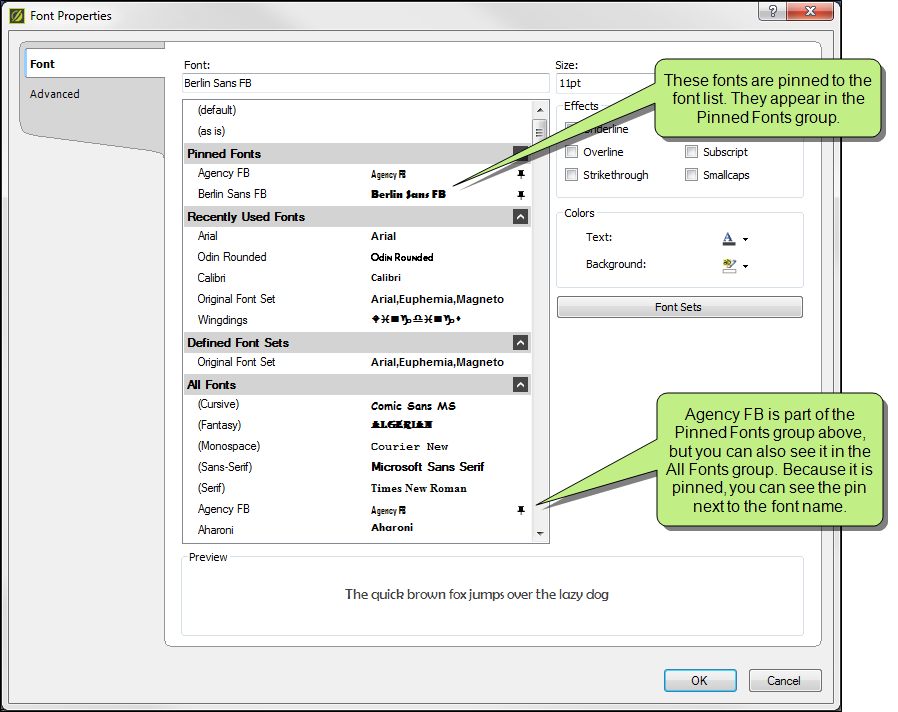 Font Properties
?
Font
Advanced
Font:
Berlin Sans FB
Size:
11pt
(default)
(as is)
Pinned Fonts
Agency FB Agency FB
Berlin Sans FB Berlin Sans FB
Recently Used Fonts
Arial Arial
Odin Rounded Odin Rounded
Calibri Calibri
Original Font Set Arial,Euphemia,Magneto
Wingdings
Defined Font Sets
Original Font Set Arial,Euphemia,Magneto
All Fonts
(Cursive) Comic Sans MS
(Fantasy) ALGERIAN
(Monospace) Courier New
(Sans-Serif) Microsoft Sans Serif
(Serif) Times New Roman
Agency FB Agency FB
Aharoni Aharoni
Effects
Underline
Overline Subscript
Strikethrough Smallcaps
Colors
Text:
Background:
Font Sets
These fonts are pinned to the
font list. They appear in the
Pinned Fonts group.
Agency FB is part of the
Pinned Fonts group above,
but you can also see it in the
All Fonts group. Because it is
pinned, you can see the pin
next to the font name.
Preview
The quick brown fox jumps over the lazy dog
OK Cancel